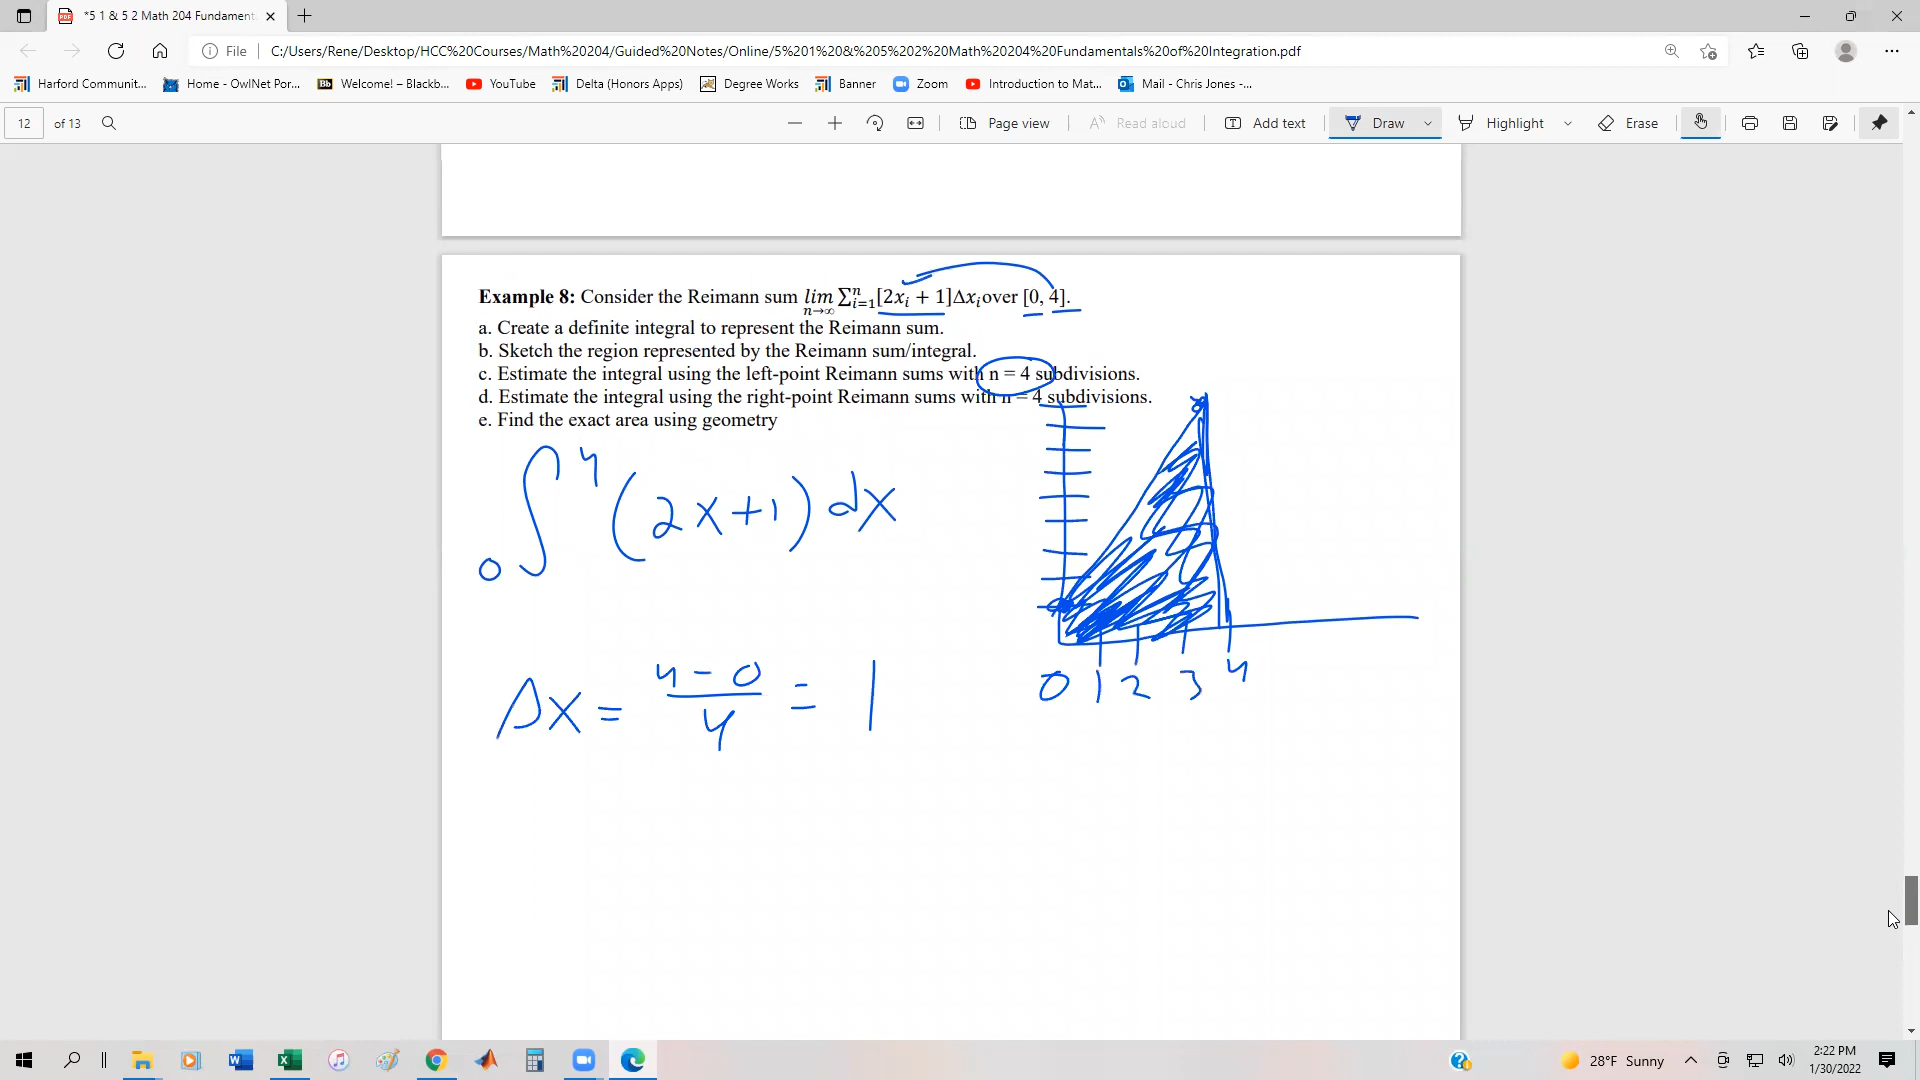 *5 1 & 5 2 Math 204 Fundament
File C:/Users/Rene/Desktop/HCC%20Courses/Math%20204/Guided%20Notes/Online/5%201%20&%205%202%20Math%20204%20Fundamentals%20of%20Integration.pdf
Harford Communit... Home - OwlNet Por... Bb Welcome! – Blackb... YouTube Delta (Honors Apps) Degree Works Banner Zoom Introduction to Mat... Mail - Chris Jones -...
12 of 13 Page view Read aloud Add text Draw Highlight Erase
Example 8: Consider the Reimann sum lim n→∞ ∑ⁿᵢ₌₁[2xᵢ + 1]Δxᵢover [0, 4].
a. Create a definite integral to represent the Reimann sum.
b. Sketch the region represented by the Reimann sum/integral.
c. Estimate the integral using the left-point Reimann sums with n = 4 subdivisions.
d. Estimate the integral using the right-point Reimann sums with n = 4 subdivisions.
e. Find the exact area using geometry
∫₀⁴ (2x+1) dx
Δx = 4 - 0 / 4 = 1
0 1 2 3 4
28°F Sunny 2:22 PM
1/30/2022